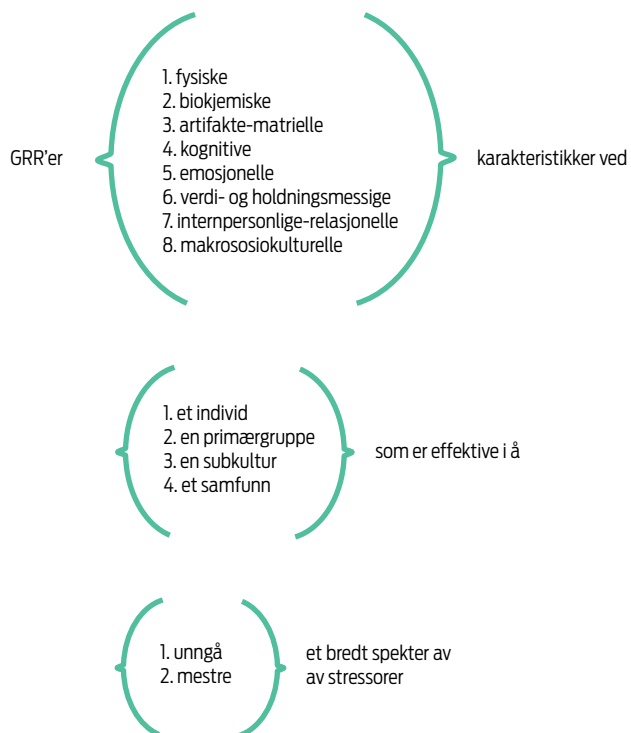 GRR'er
1. fysiske
2. biokjemiske
3. artifakte-matrielle
4. kognitive
5. emosjonelle
6. verdi- og holdningsmessige
7. internpersonlige-relasjonelle
8. makrososiokulturelle
karakteristikker ved
1. et individ
2. en primærgruppe
3. en subkultur
4. et samfunn
som er effektive i å
1. unngå
2. mestre
et bredt spekter av
av stressorer